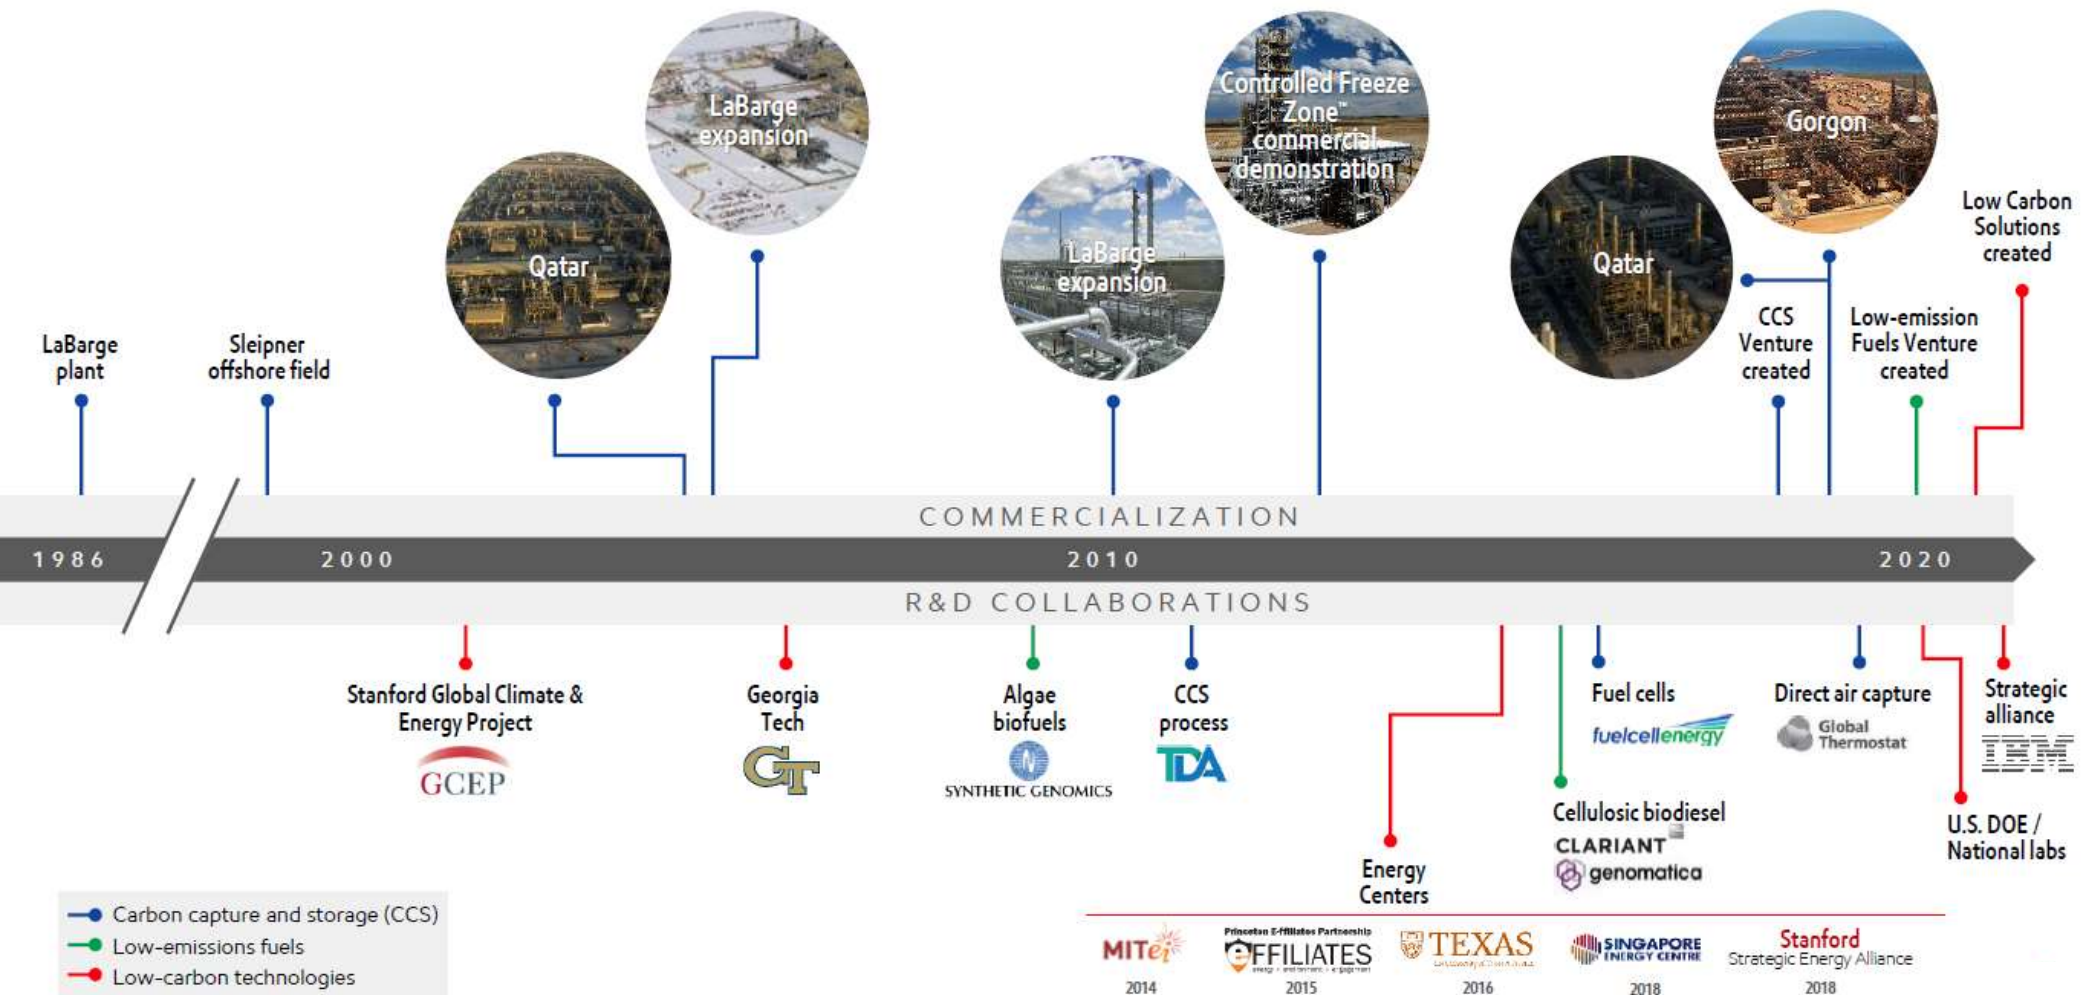 LaBarge
expansion
Controlled Freeze
Zone™
commercial
demonstration
Gorgon
Qatar
LaBarge
expansion
Qatar
Low Carbon
Solutions
created
LaBarge
plant
Sleipner
offshore field
CCS
Venture
created
Low-emission
Fuels Venture
created
COMMERCIALIZATION
1986
2000
2010
2020
R&D COLLABORATIONS
Stanford Global Climate &
Energy Project
GCEP
Georgia
Tech
GT
Algae
biofuels
SYNTHETIC GENOMICS
CCS
process
TDA
Energy
Centers
Cellulosic biodiesel
CLARIANT
genomatica
Fuel cells
fuelcellenergy
Direct air capture
Global
Thermostat
Strategic
alliance
IBM
U.S. DOE /
National labs
Carbon capture and storage (CCS)
Low-emissions fuels
Low-carbon technologies
MITei
2014
Princeton E-ffiliates Partnership
eFFILIATES
2015
TEXAS
2016
SINGAPORE
ENERGY CENTRE
2018
Stanford
Strategic Energy Alliance
2018